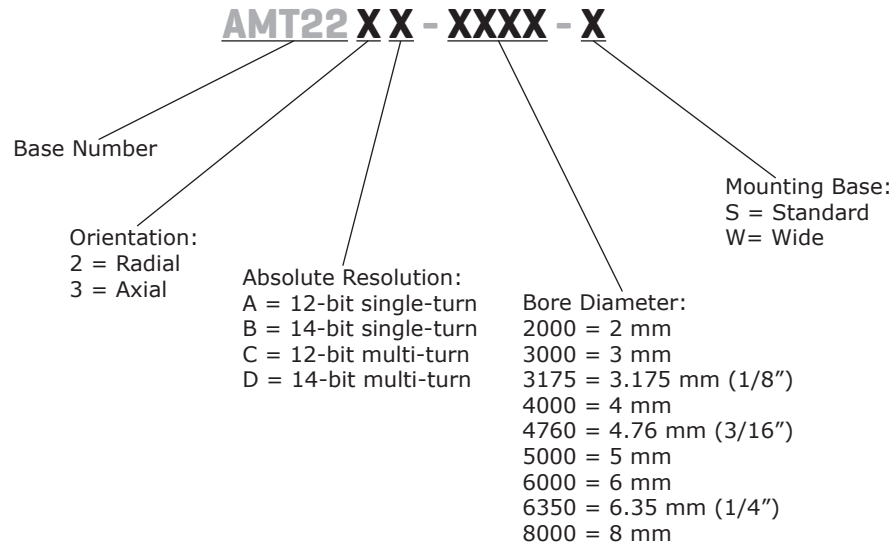 AMT22 X X - XXXX - X
Base Number
Orientation:
2 = Radial
3 = Axial
Absolute Resolution:
A = 12-bit single-turn
B = 14-bit single-turn
C = 12-bit multi-turn
D = 14-bit multi-turn
Bore Diameter:
2000 = 2 mm
3000 = 3 mm
3175 = 3.175 mm (1/8”)
4000 = 4 mm
4760 = 4.76 mm (3/16”)
5000 = 5 mm
6000 = 6 mm
6350 = 6.35 mm (1/4”)
8000 = 8 mm
Mounting Base:
S = Standard
W= Wide